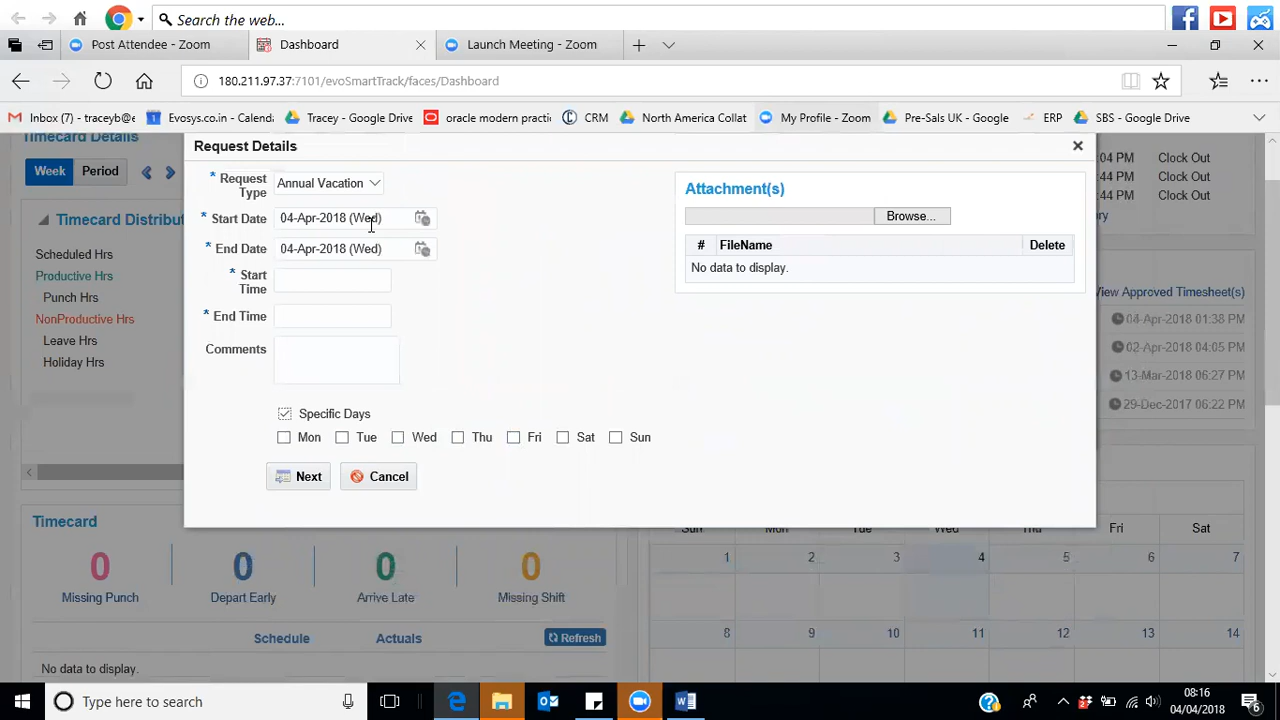 Search the web...
Post Attendee - Zoom
Dashboard
Launch Meeting - Zoom
180.211.97.37:7101/evoSmartTrack/faces/Dashboard
Inbox (7) - traceyb@e
Evosys.co.in - Calenda
Tracey - Google Drive
oracle modern practi
CRM
North America Collat
My Profile - Zoom
Pre-Sals UK - Google
ERP
SBS - Google Drive
Timecard Details
Week
Period
Timecard Distribut
Scheduled Hrs
Productive Hrs
Punch Hrs
NonProductive Hrs
Leave Hrs
Holiday Hrs
Request Details
* Request Type
Annual Vacation
* Start Date
04-Apr-2018 (Wed)
* End Date
04-Apr-2018 (Wed)
* Start Time
* End Time
Comments
Specific Days
Mon Tue Wed Thu Fri Sat Sun
Next
Cancel
Attachment(s)
Browse...
# FileName Delete
No data to display.
:04 PM Clock Out
:02 PM Clock Out
View Approved Timesheet(s)
04-Apr-2018 01:38 PM
02-Apr-2018 04:05 PM
13-Mar-2018 06:27 PM
29-Dec-2017 06:22 PM
Timecard
0 0 0 0
Missing Punch
Depart Early
Arrive Late
Missing Shift
Schedule
Actuals
Refresh
No data to display.
Sun Mon Tue Wed Thu Fri Sat
1 2 3 4 5 6 7
8 9 10 11 12 13 14
Type here to search
08:16
04/04/2018
6